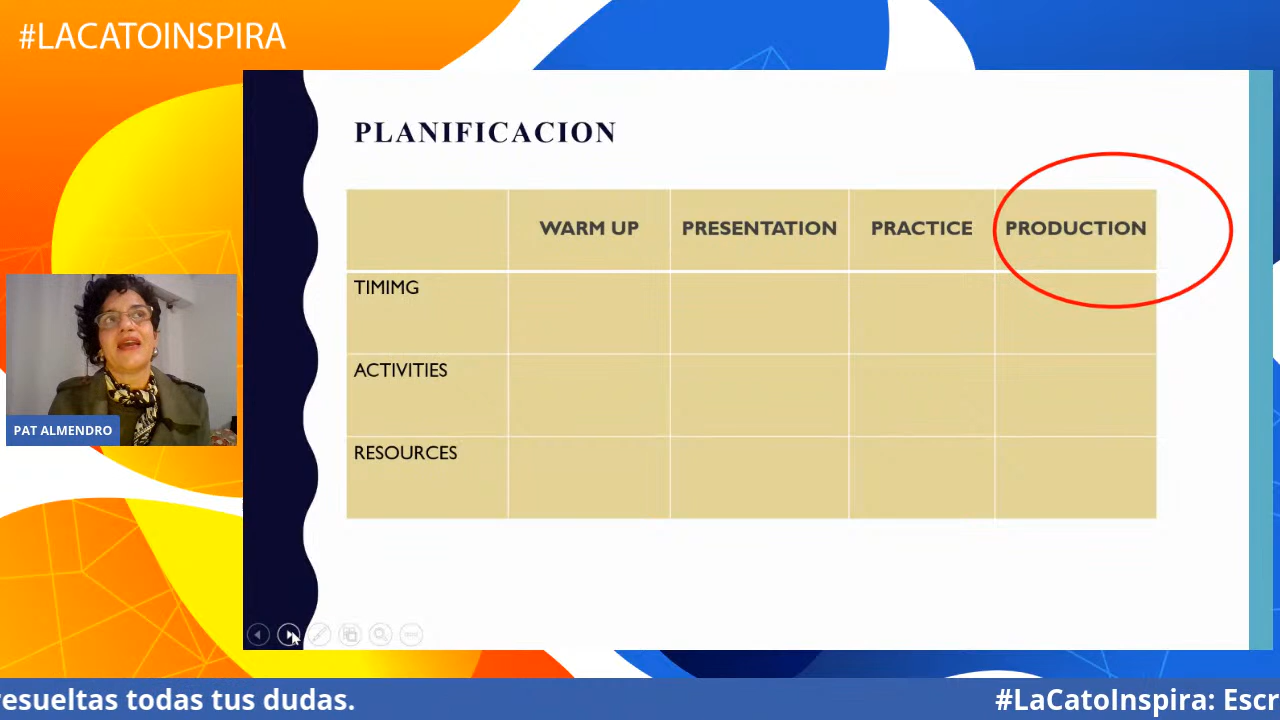 #LACATOINSPIRA
PLANIFICACION
WARM UP PRESENTATION PRACTICE PRODUCTION
TIMIMG
ACTIVITIES
RESOURCES
PAT ALMENDRO
resueltas todas tus dudas. #LaCatoInspira: Escr